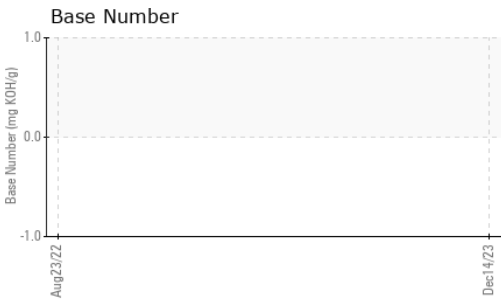 Base Number
Base Number (mg KOH/g)
1.0
0.0
-1.0
Aug23/22
Dec14/23